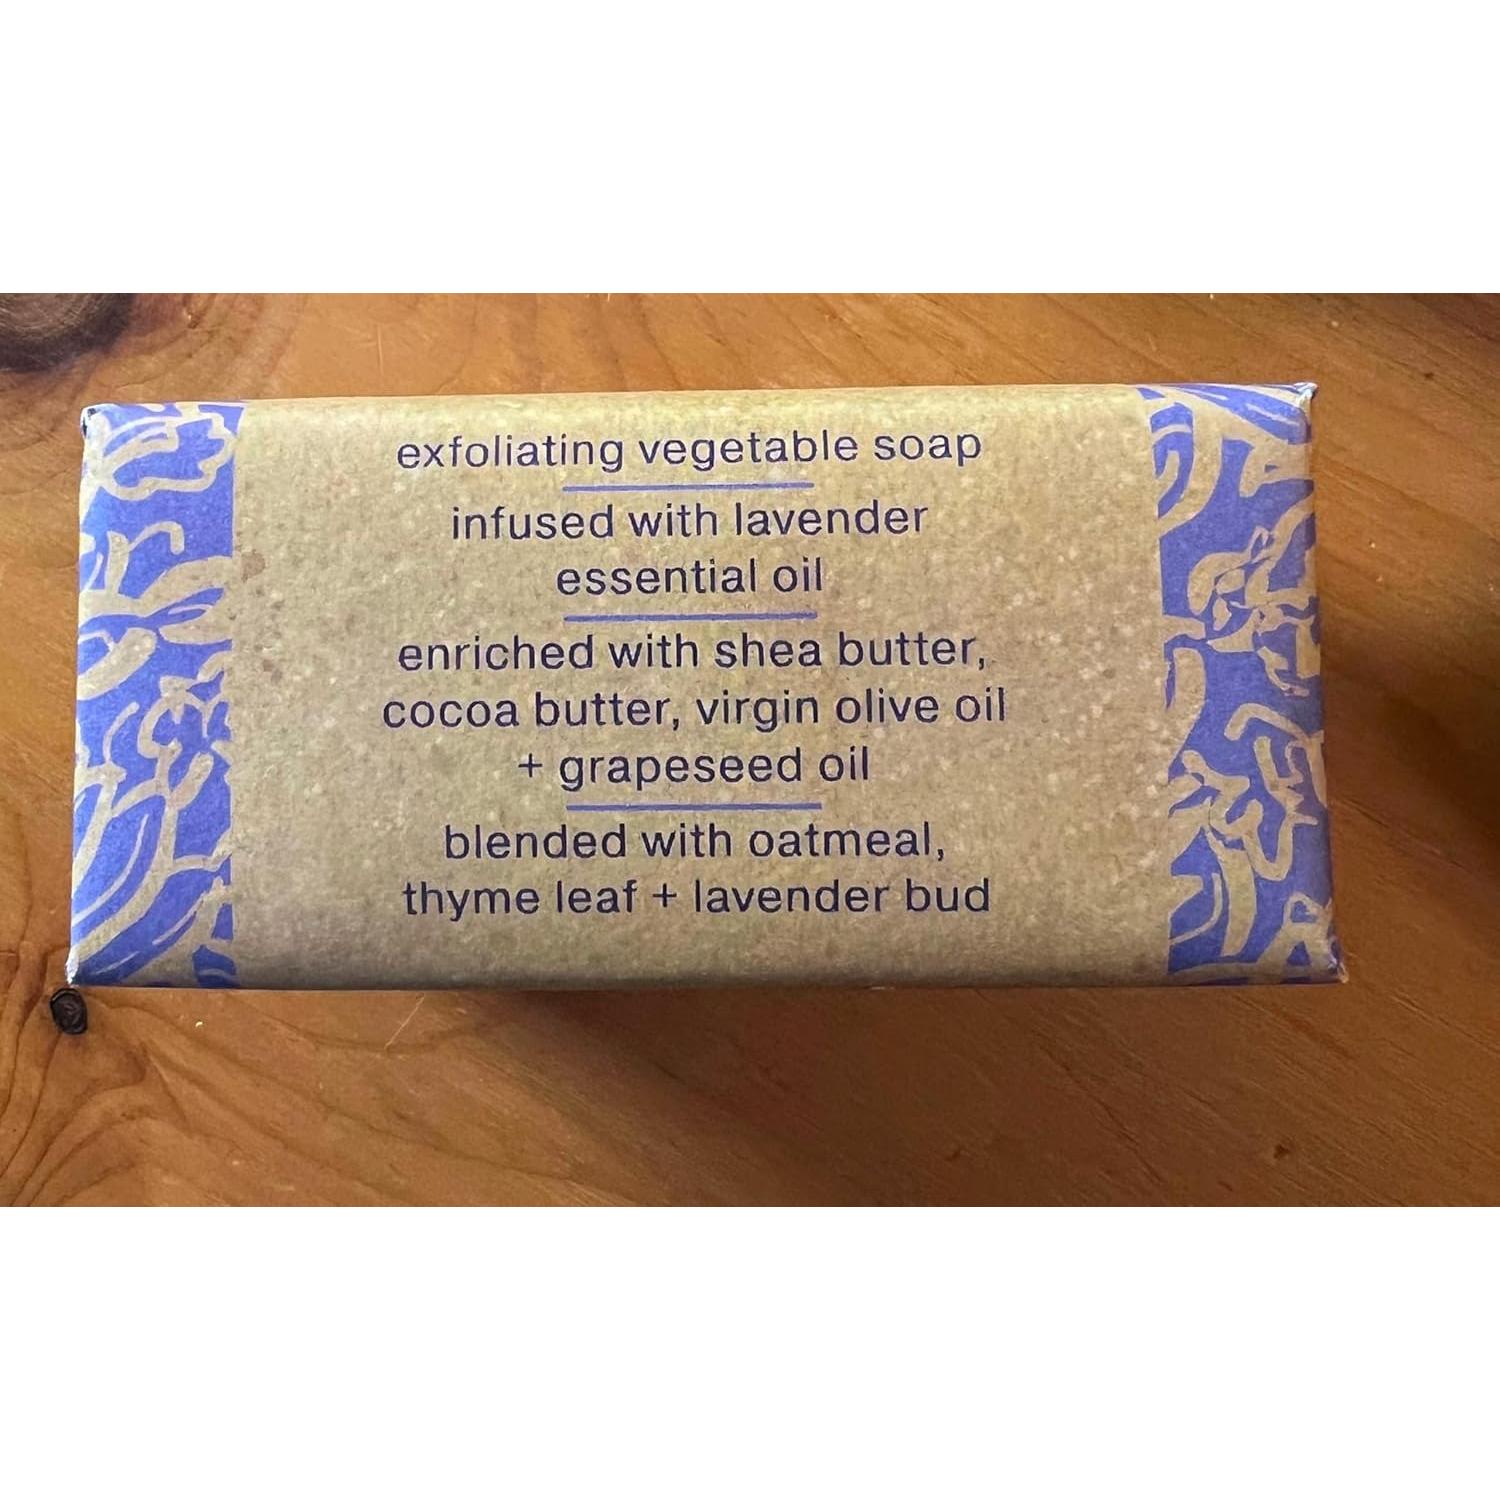 exfoliating vegetable soap
infused with lavender
essential oil
enriched with shea butter,
cocoa butter, virgin olive oil
+ grapeseed oil
blended with oatmeal,
thyme leaf + lavender bud